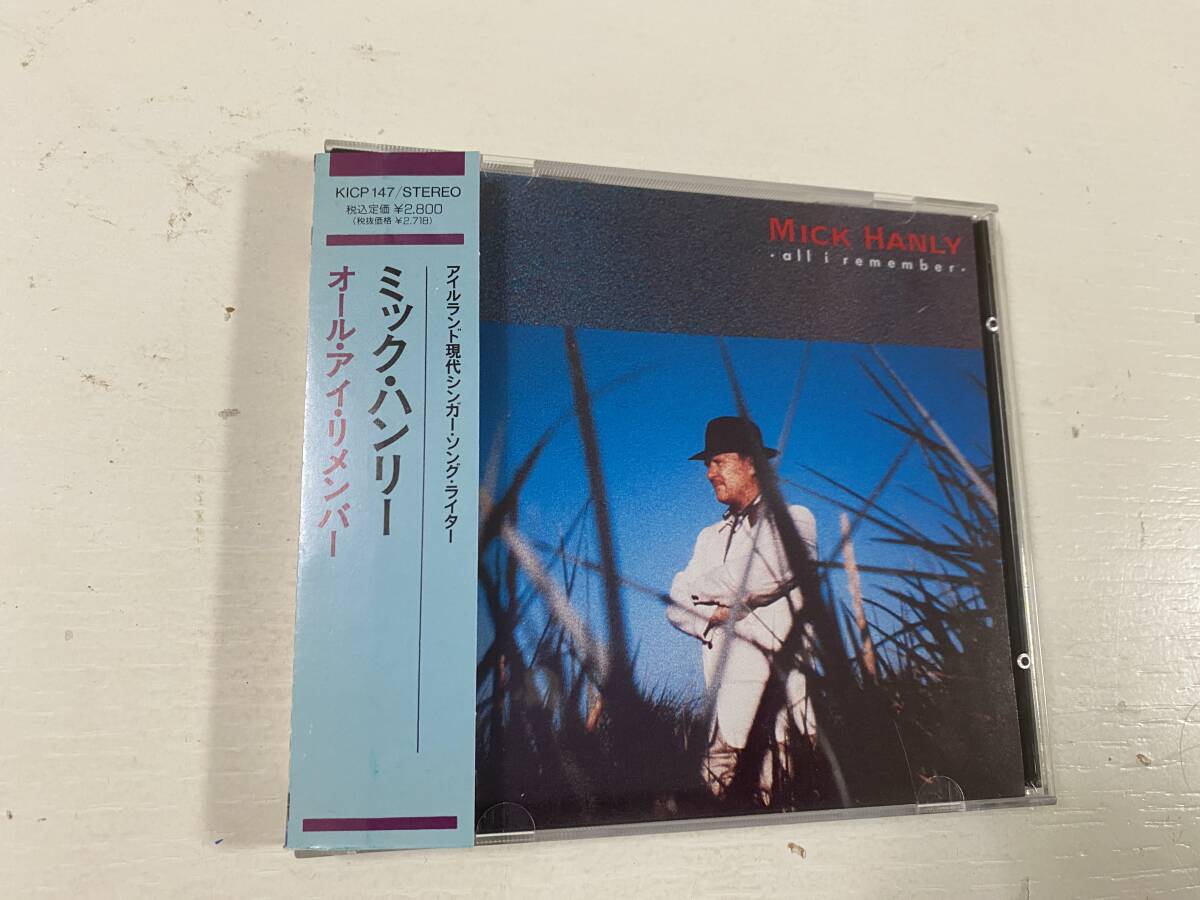 KICP 147/STEREO
税込定価 ¥2.800
(税抜価格 ¥2.718)
アイルランド現代シンガー・ソング・ライター
ミック・ハンリー
オール・アイ・リメンバー
MICK HANLY
・all i remember・